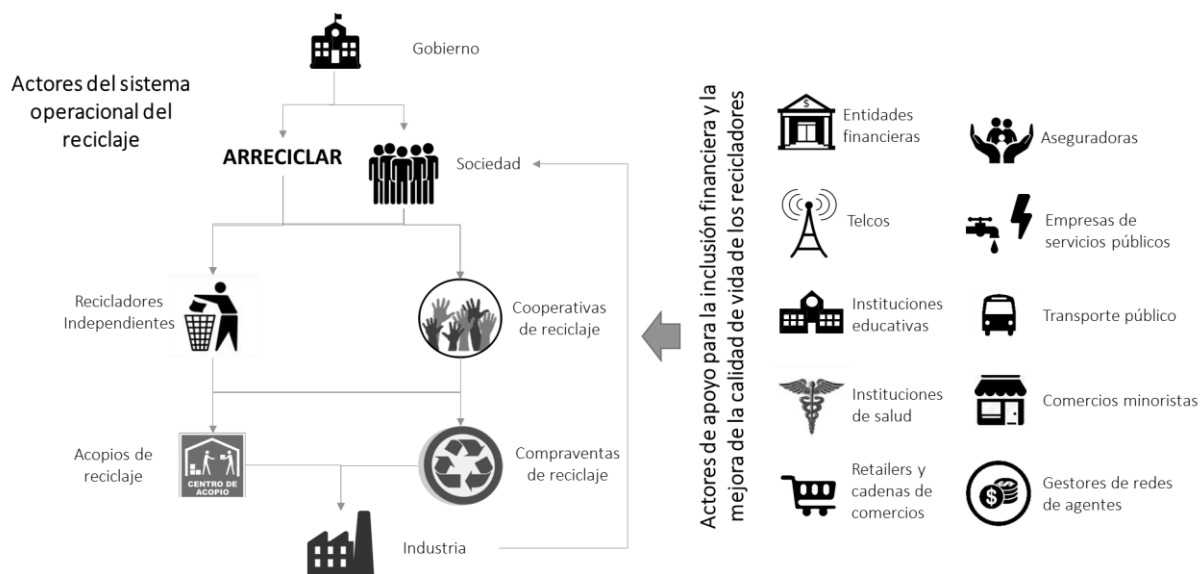 Gobierno
Actores del sistema
operacional del
reciclaje
ARRECICLAR
Sociedad
Recicladores
Independientes
Cooperativas
de reciclaje
Acopios de
reciclaje
CENTRO DE
ACOPIO
Compraventas
de reciclaje
Industria
Actores de apoyo para la inclusión financiera y la
mejora de la calidad de vida de los recicladores
$
Entidades
financieras
Aseguradoras
Telcos
Empresas de
servicios públicos
Instituciones
educativas
Transporte público
Instituciones
de salud
Comercios minoristas
Retailers y
cadenas de
comercios
$
Gestores de redes
de agentes